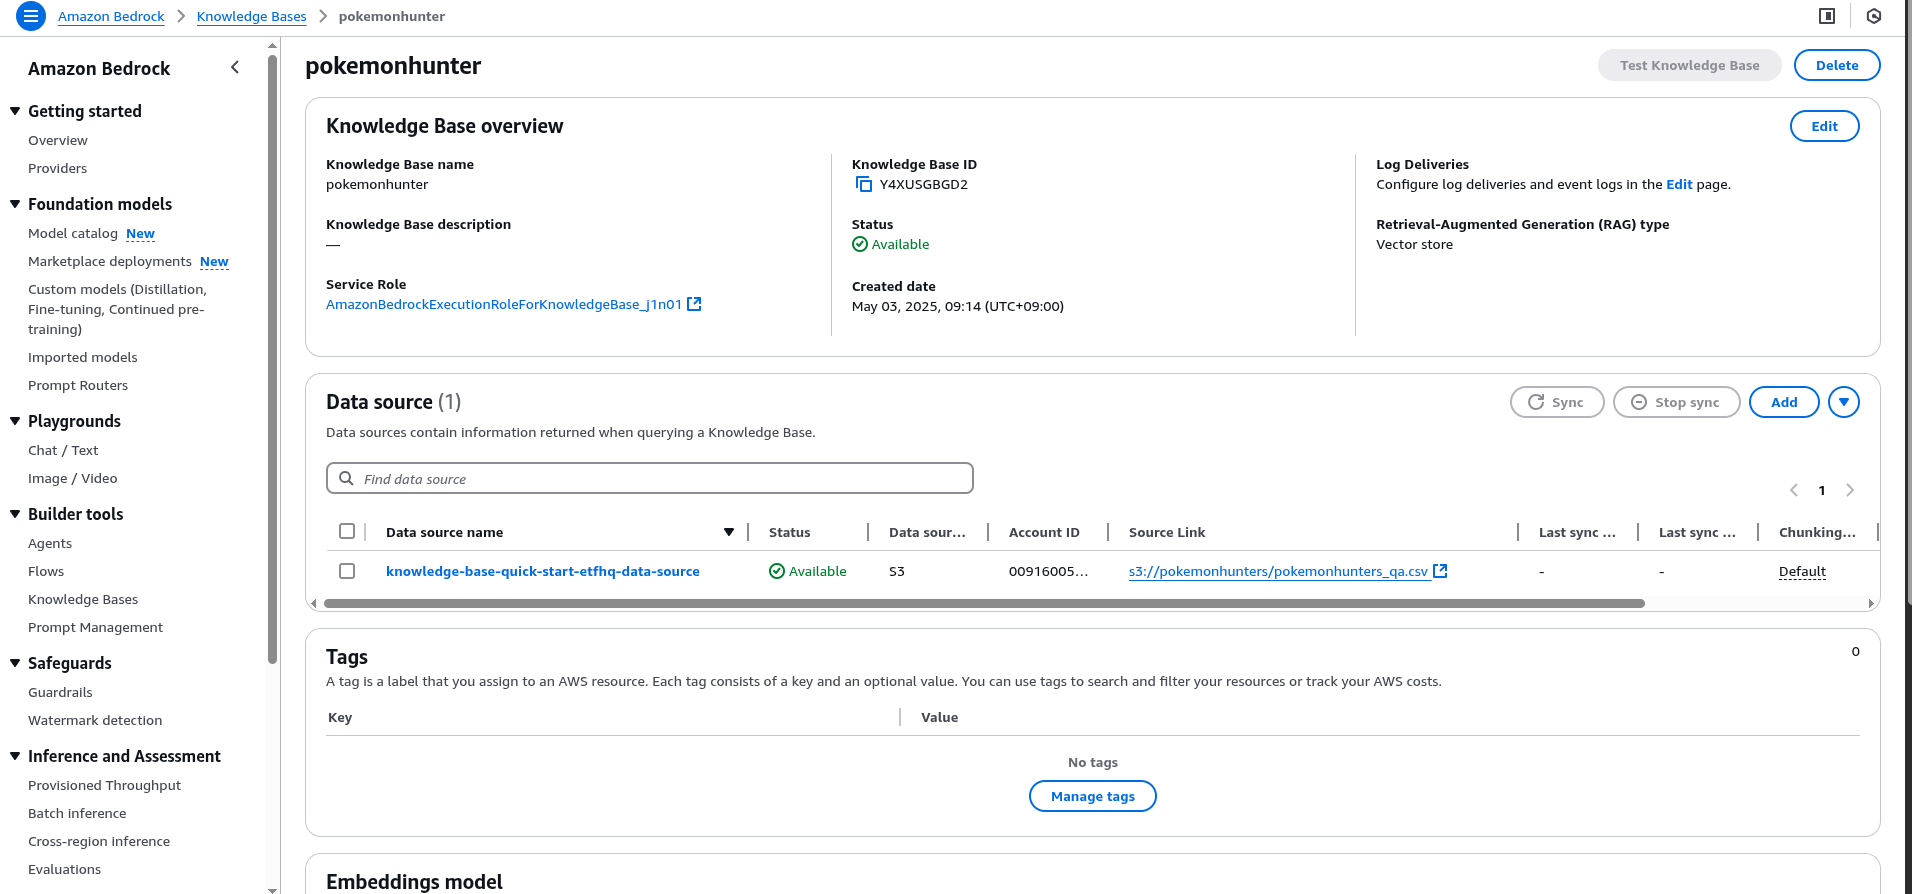 Amazon Bedrock > Knowledge Bases > pokemonhunter
Amazon Bedrock
Getting started
Overview
Providers
Foundation models
Model catalog New
Marketplace deployments New
Custom models (Distillation,
Fine-tuning, Continued pre-
training)
Imported models
Prompt Routers
Playgrounds
Chat / Text
Image / Video
Builder tools
Agents
Flows
Knowledge Bases
Prompt Management
Safeguards
Guardrails
Watermark detection
Inference and Assessment
Provisioned Throughput
Batch inference
Cross-region inference
Evaluations
pokemonhunter
Test Knowledge Base
Delete
Knowledge Base overview
Edit
Knowledge Base name
pokemonhunter
Knowledge Base description
—
Service Role
AmazonBedrockExecutionRoleForKnowledgeBase_j1n01
Knowledge Base ID
Y4XUSGBGD2
Status
Available
Created date
May 03, 2025, 09:14 (UTC+09:00)
Log Deliveries
Configure log deliveries and event logs in the Edit page.
Retrieval-Augmented Generation (RAG) type
Vector store
Data source (1)
Sync
Stop sync
Add
Data sources contain information returned when querying a Knowledge Base.
Find data source
1
Data source name Status Data sour... Account ID Source Link Last sync ... Last sync ... Chunking...
knowledge-base-quick-start-etfhq-data-source Available S3 00916005... s3://pokemonhunters/pokemonhunters_qa.csv - - Default
Tags
0
A tag is a label that you assign to an AWS resource. Each tag consists of a key and an optional value. You can use tags to search and filter your resources or track your AWS costs.
Key Value
No tags
Manage tags
Embeddings model